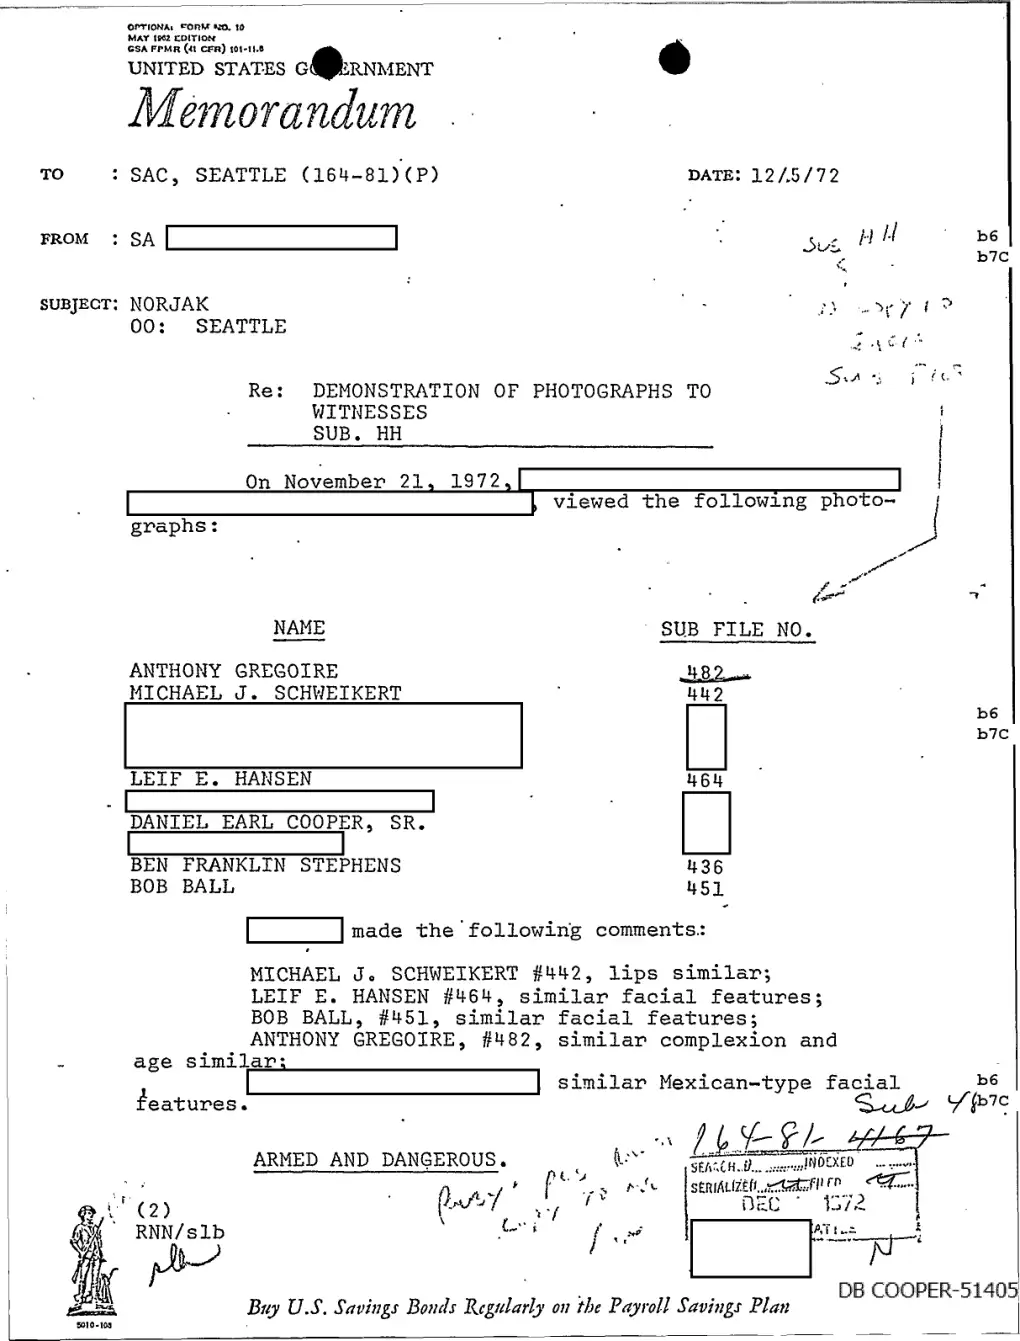 OPTIONAL FORM NO. 10
MAY 1962 EDITION
GSA FPMR (41 CFR) 101-11.6
UNITED STATES GOVERNMENT
Memorandum
TO : SAC, SEATTLE (164-81)(P) DATE: 12/5/72
FROM : SA
Sub HH
b6
b7C
SUBJECT: NORJAK
OO: SEATTLE
Re: DEMONSTRATION OF PHOTOGRAPHS TO
WITNESSES
SUB. HH
On November 21, 1972,
, viewed the following photo-
graphs:
NAME SUB FILE NO.
ANTHONY GREGOIRE 482
MICHAEL J. SCHWEIKERT 442
b6
b7C
LEIF E. HANSEN 464
DANIEL EARL COOPER, SR.
BEN FRANKLIN STEPHENS 436
BOB BALL 451
made the following comments.:
MICHAEL J. SCHWEIKERT #442, lips similar;
LEIF E. HANSEN #464, similar facial features;
BOB BALL, #451, similar facial features;
ANTHONY GREGOIRE, #482, similar complexion and
age similar;
similar Mexican-type facial
features.
b6
b7C
Sub
164-81-4167
ARMED AND DANGEROUS.
SEARCHED INDEXED
SERIALIZED FILED
DEC 1972
(2)
RNN/slb
N
DB COOPER-51405
Buy U.S. Savings Bonds Regularly on the Payroll Savings Plan
5010-108